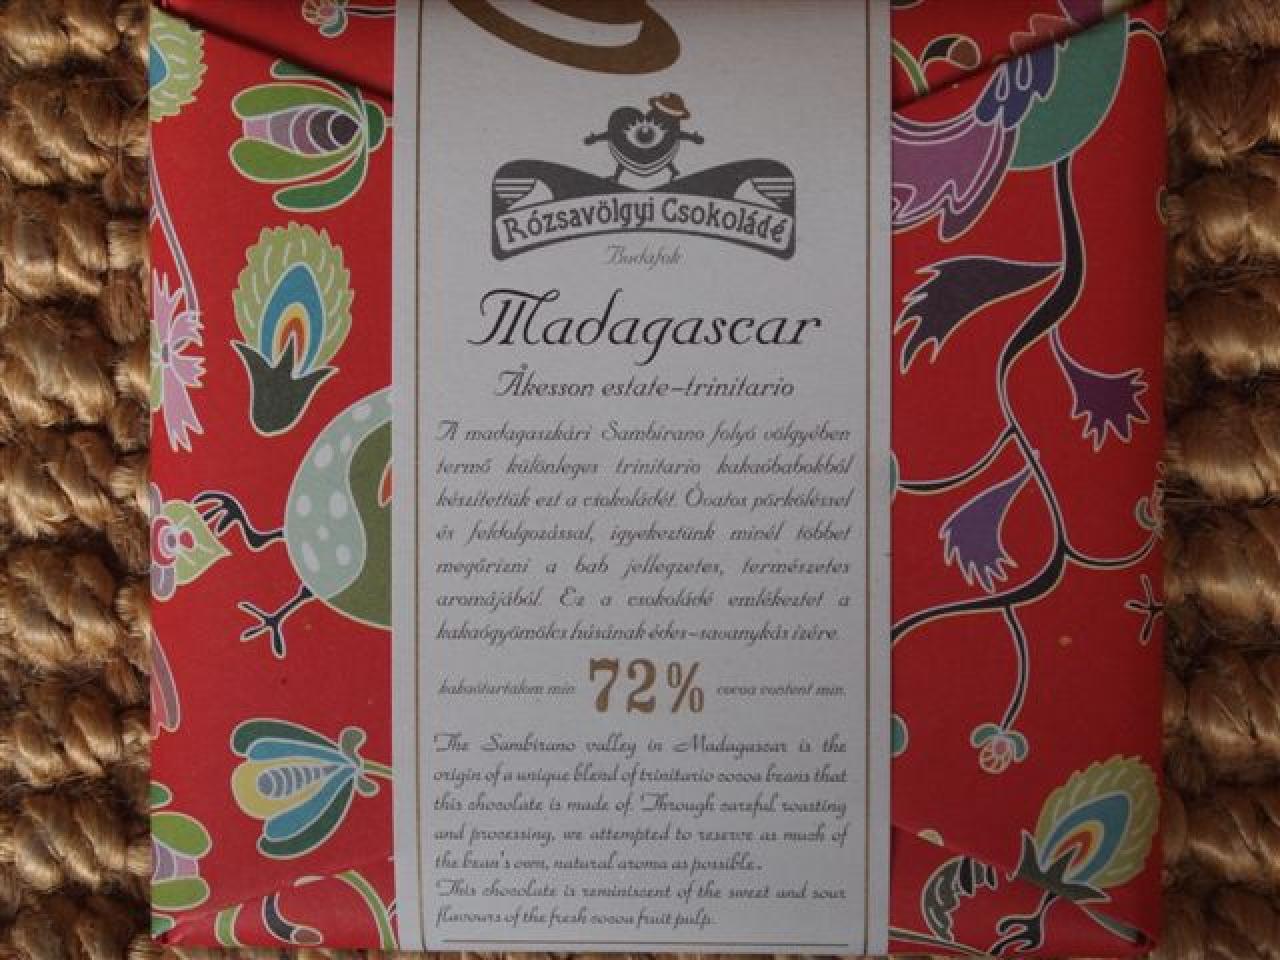 Rózsavölgyi Csokoládé
Budafok
Madagascar
Åkesson estate-trinitario
A madagaszkári Sambirano folyó völgyében
termő különleges trinitario kakaóbabokból
készítettük ezt a csokoládét. Óvatos pörköléssel
és feldolgozással, igyekeztünk minél többet
megőrizni a bab jellegzetes, természetes
aromájából. Ez a csokoládé emlékeztet a
kakaógyümölcs húsának édes-savanykás ízére.
kakaótartalom min. 72% cocoa content min.
The Sambirano valley in Madagascar is the
origin of a unique blend of trinitario cocoa beans that
this chocolate is made of. Through careful roasting
and processing, we attempted to reserve as much of
the bean's own, natural aroma as possible.
This chocolate is reminiscent of the sweet and sour
flavours of the fresh cocoa fruit pulp.